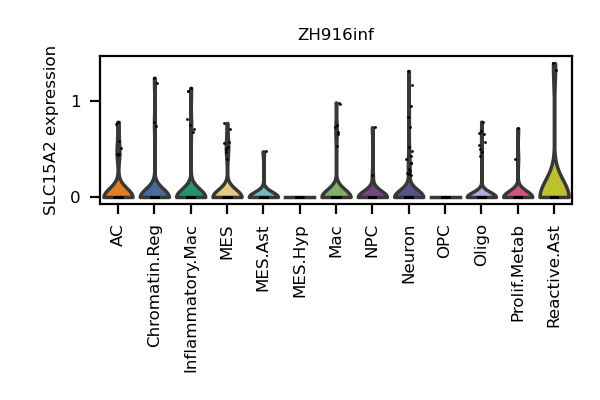 ZH916inf
SLC15A2 expression
1
0
AC
Chromatin.Reg
Inflammatory.Mac
MES
MES.Ast
MES.Hyp
Mac
NPC
Neuron
OPC
Oligo
Prolif.Metab
Reactive.Ast